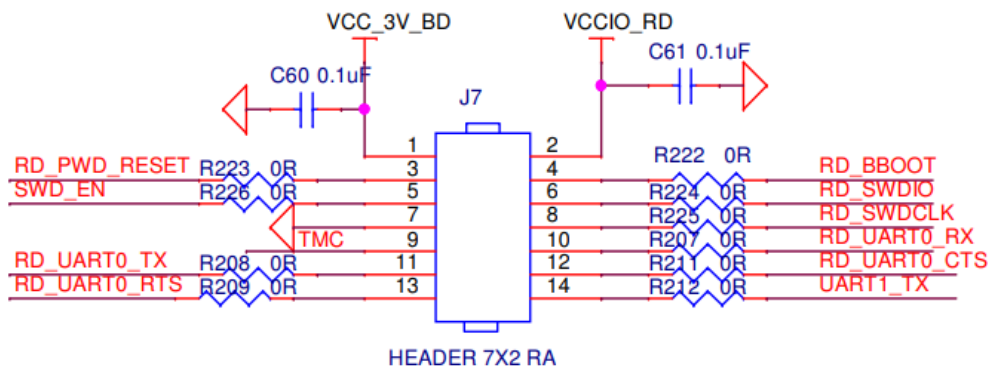 VCC_3V_BD VCCIO_RD
C60 0.1uF C61 0.1uF
J7
1 2
RD_PWD_RESET R223 0R 3 4 R222 0R RD_BBOOT
SWD_EN R226 0R 5 6 R224 0R RD_SWDIO
7 8 R225 0R RD_SWDCLK
TMC 9 10 R207 0R RD_UART0_RX
RD_UART0_TX R208 0R 11 12 R211 0R RD_UART0_CTS
RD_UART0_RTS R209 0R 13 14 R212 0R UART1_TX
HEADER 7X2 RA